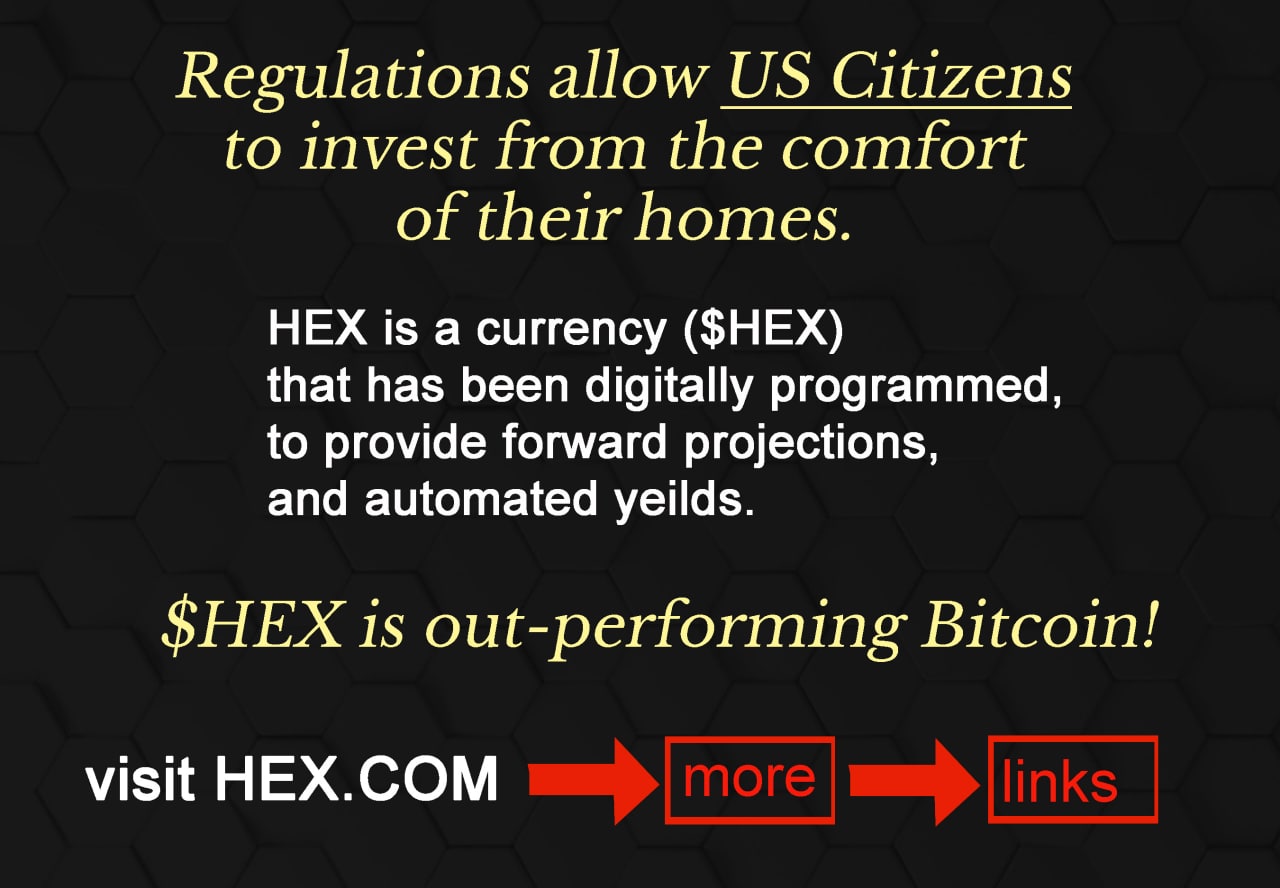 Regulations allow US Citizens
to invest from the comfort
of their homes.
HEX is a currency ($HEX)
that has been digitally programmed,
to provide forward projections,
and automated yeilds.
$HEX is out-performing Bitcoin!
visit HEX.COM more links